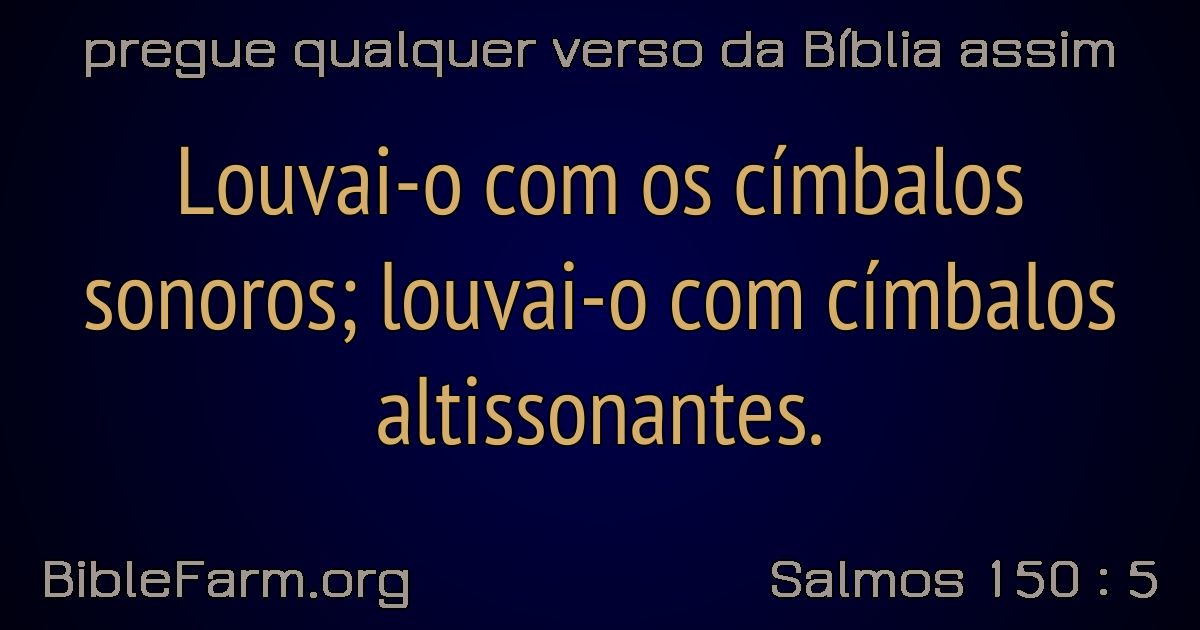 pregue qualquer verso da Bíblia assim
Louvai-o com os címbalos
sonoros; louvai-o com címbalos
altissonantes.
BibleFarm.org
Salmos 150 : 5